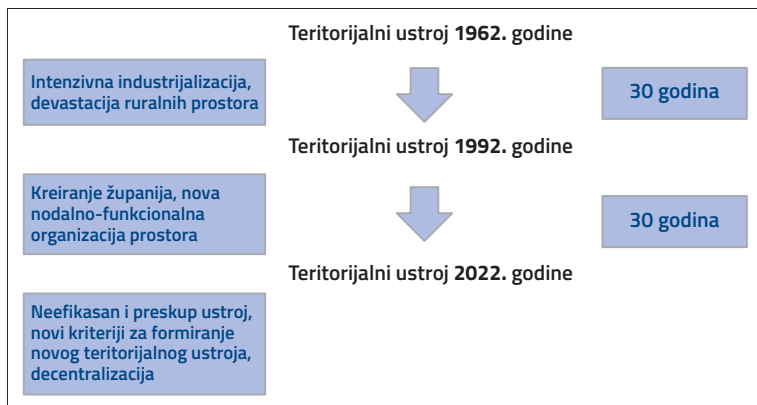 Teritorijalni ustroj 1962. godine
Intenzivna industrijalizacija,
devastacija ruralnih prostora
30 godina
Teritorijalni ustroj 1992. godine
Kreiranje županija, nova
nodalno-funkcionalna
organizacija prostora
30 godina
Teritorijalni ustroj 2022. godine
Neefikasan i preskup ustroj,
novi kriteriji za formiranje
novog teritorijalnog ustroja,
decentralizacija